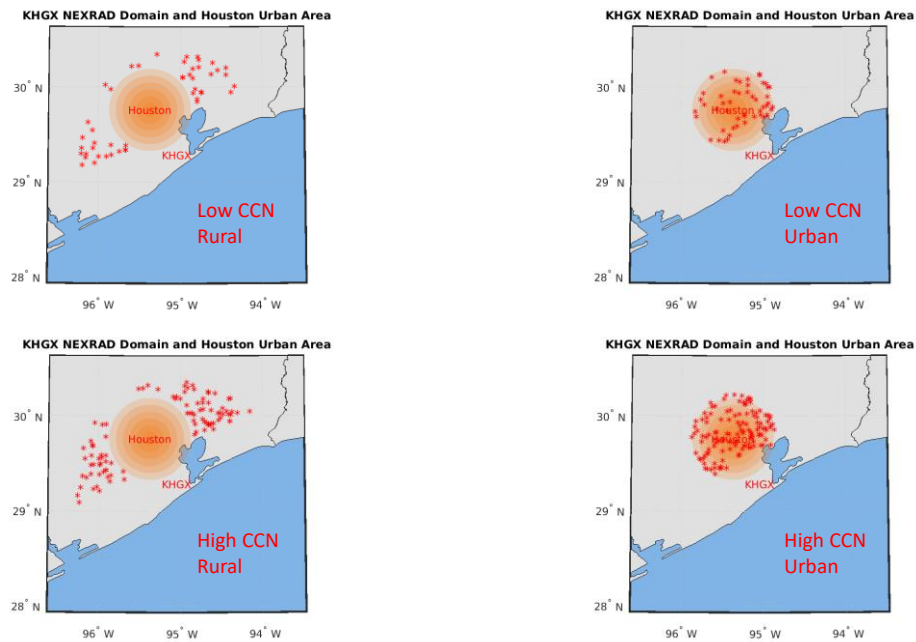 KHGX NEXRAD Domain and Houston Urban Area
30° N
Houston
KHGX
29° N
Low CCN
Rural
28° N
96° W 95° W 94° W
KHGX NEXRAD Domain and Houston Urban Area
30° N
Houston
KHGX
29° N
Low CCN
Urban
28° N
96° W 95° W 94° W
KHGX NEXRAD Domain and Houston Urban Area
30° N
Houston
KHGX
29° N
High CCN
Rural
28° N
96° W 95° W 94° W
KHGX NEXRAD Domain and Houston Urban Area
30° N
Houston
KHGX
29° N
High CCN
Urban
28° N
96° W 95° W 94° W